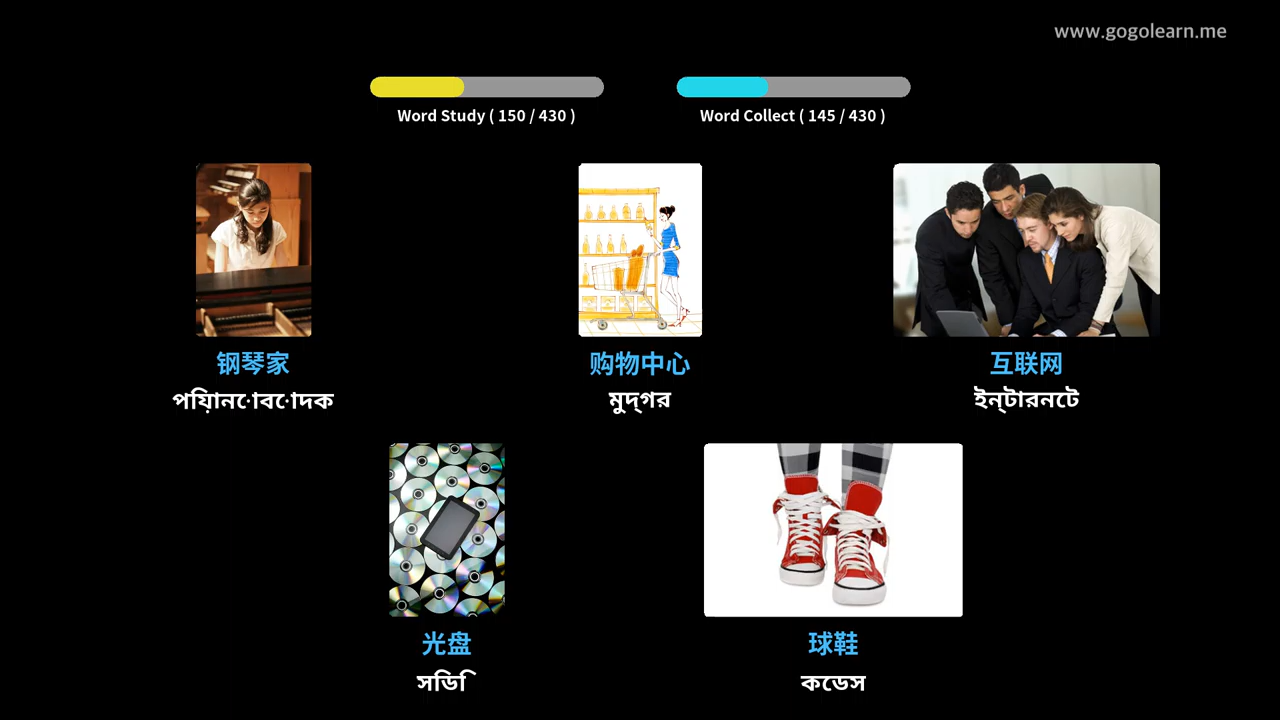 www.gogolearn.me
Word Study ( 150 / 430 )
Word Collect ( 145 / 430 )
钢琴家
购物中心
互联网
পিয়ানোবোদক
মুদ্‌গর
ইন্‌টারনেট
光盘
球鞋
সিডি
কেডস